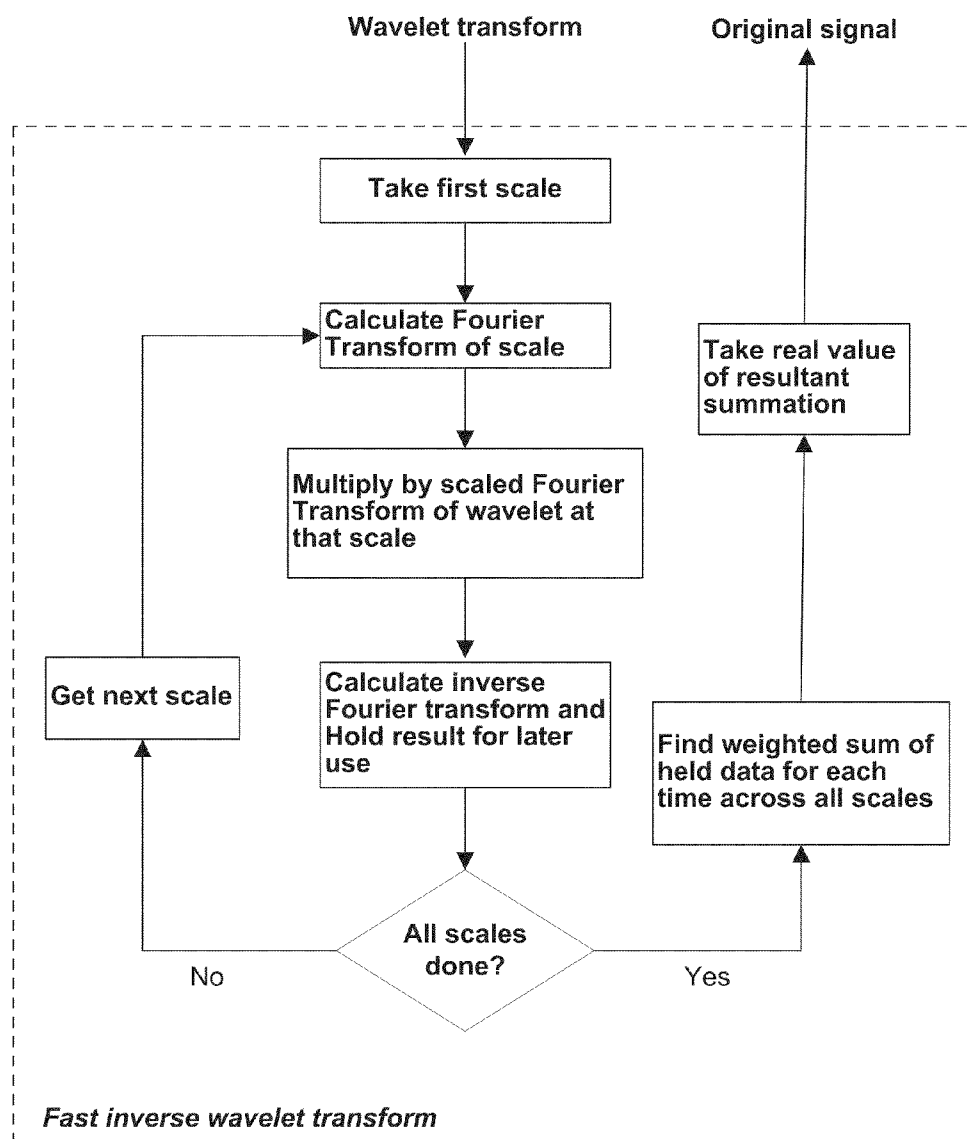 Wavelet transform
Original signal
Take first scale
Calculate Fourier
Transform of scale
Take real value
of resultant
summation
Multiply by scaled Fourier
Transform of wavelet at
that scale
Get next scale
Calculate inverse
Fourier transform and
Hold result for later
use
Find weighted sum of
held data for each
time across all scales
All scales
done?
No
Yes
Fast inverse wavelet transform